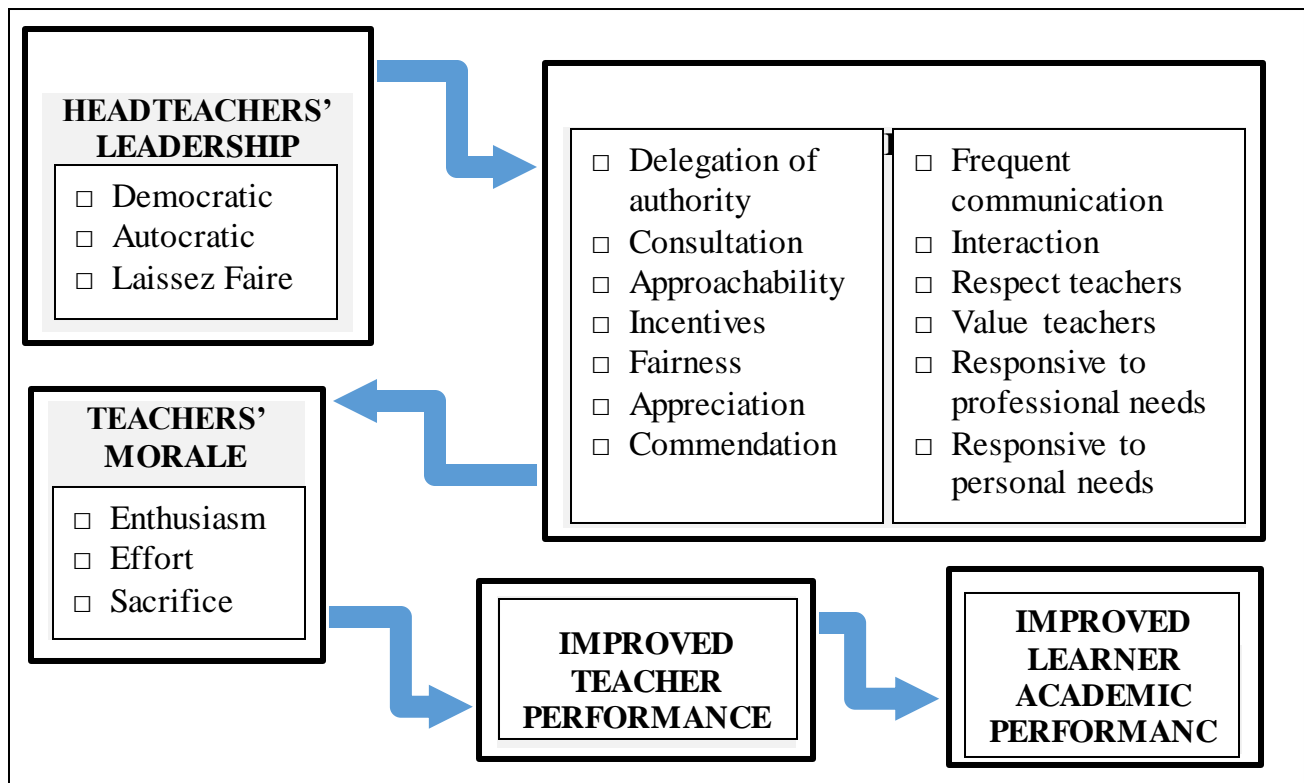 HEADTEACHERS’
LEADERSHIP
□ Democratic
□ Autocratic
□ Laissez Faire
□ Delegation of
authority
□ Consultation
□ Approachability
□ Incentives
□ Fairness
□ Appreciation
□ Commendation
□ Frequent
communication
□ Interaction
□ Respect teachers
□ Value teachers
□ Responsive to
professional needs
□ Responsive to
personal needs
TEACHERS’
MORALE
□ Enthusiasm
□ Effort
□ Sacrifice
IMPROVED
TEACHER
PERFORMANCE
IMPROVED
LEARNER
ACADEMIC
PERFORMANC